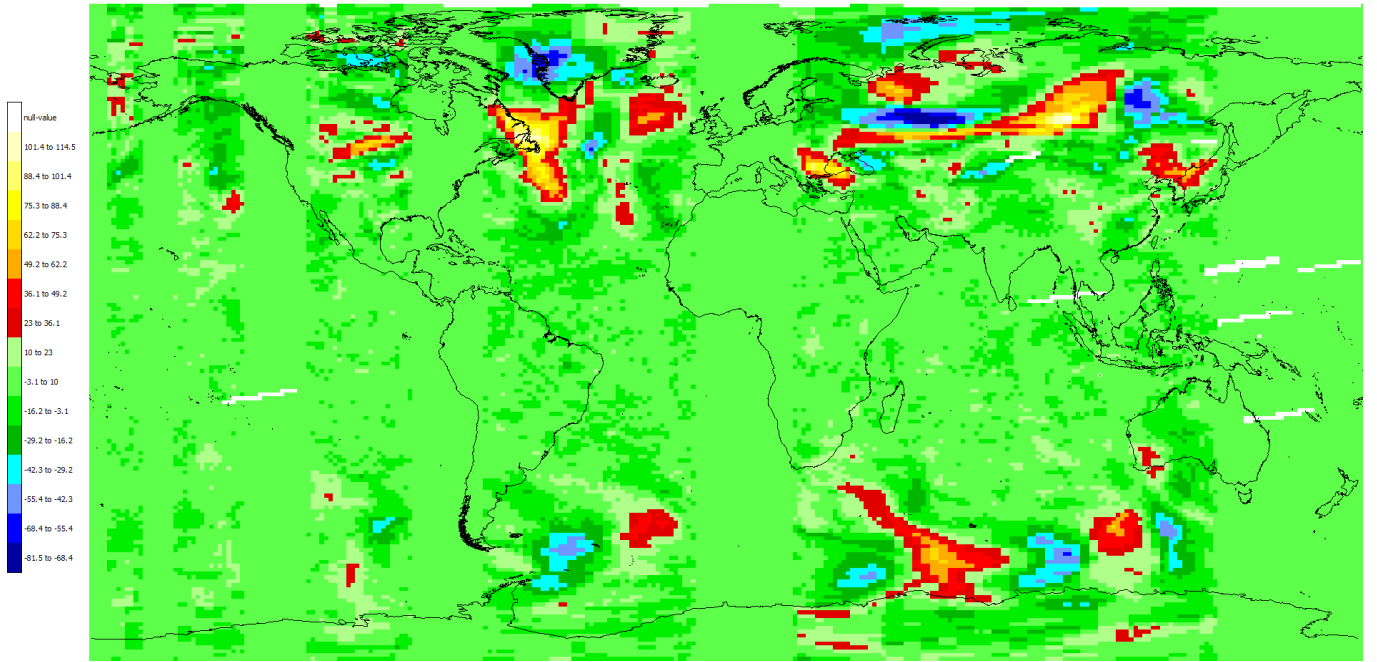 null-value
101.4 to 114.5
88.4 to 101.4
75.3 to 88.4
62.2 to 75.3
49.2 to 62.2
36.1 to 49.2
23 to 36.1
10 to 23
-3.1 to 10
-16.2 to -3.1
-29.2 to -16.2
-42.3 to -29.2
-55.4 to -42.3
-68.4 to -55.4
-81.5 to -68.4